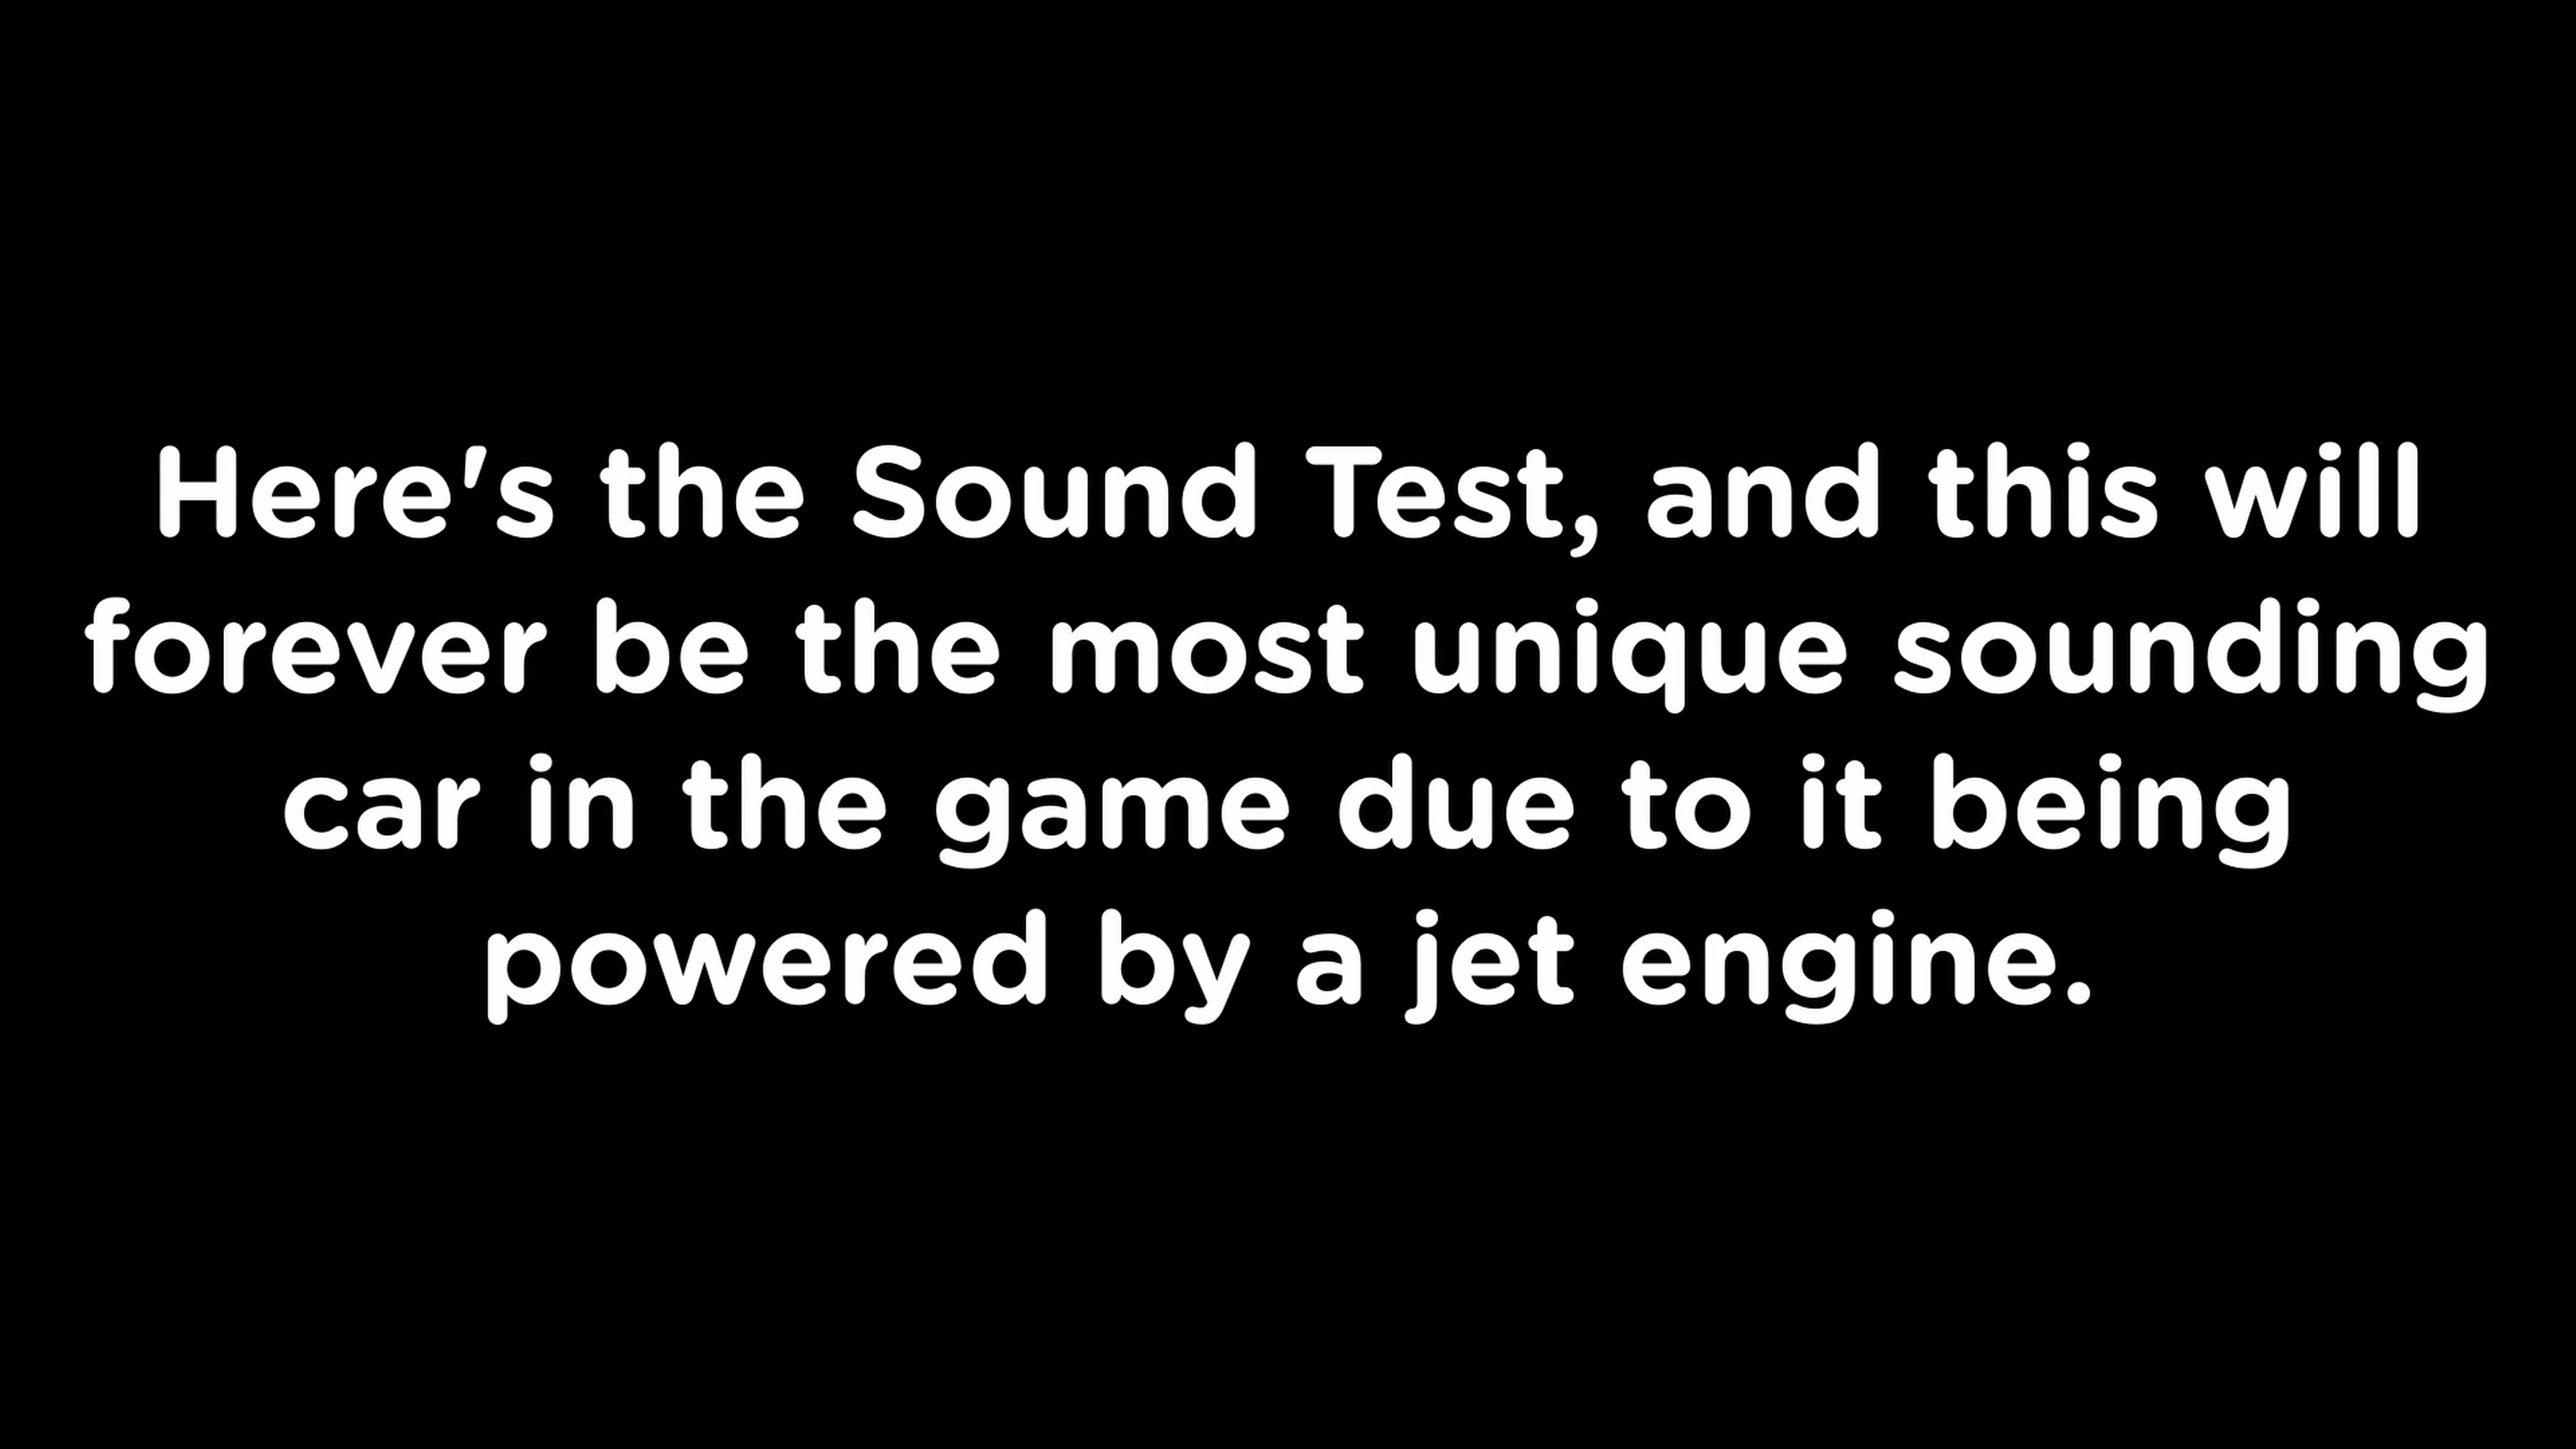 Here's the Sound Test, and this will
forever be the most unique sounding
car in the game due to it being
powered by a jet engine.